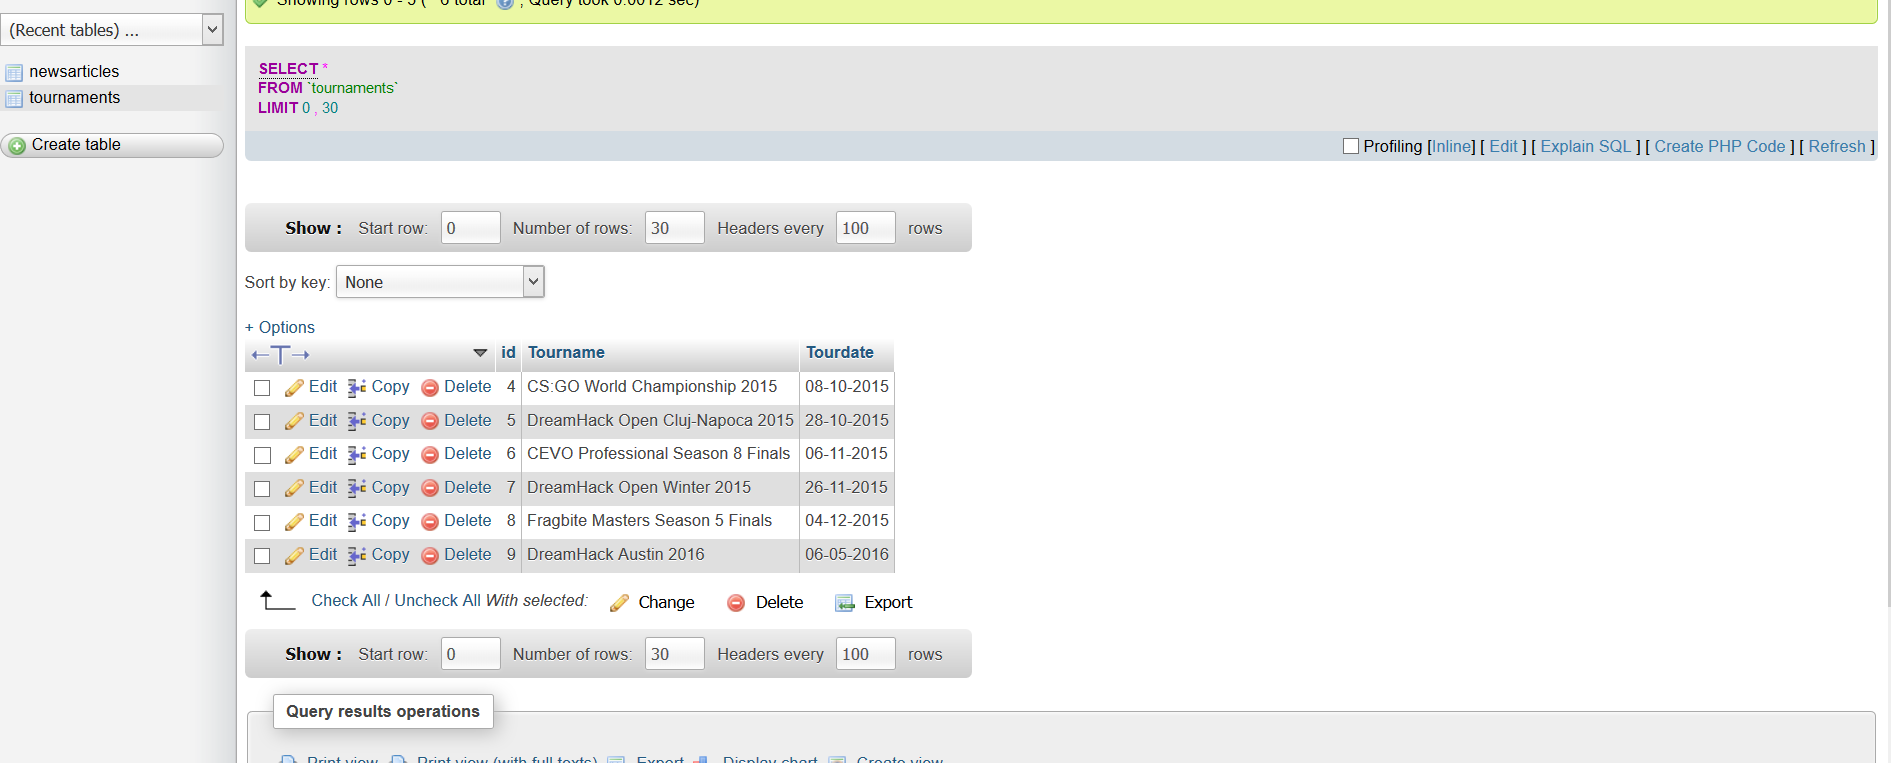 Showing rows 0 - 5 ( ~6 total , Query took 0.0012 sec)
(Recent tables) ...
newsarticles
tournaments
Create table
SELECT *
FROM `tournaments`
LIMIT 0 , 30
Profiling [Inline] [ Edit ] [ Explain SQL ] [ Create PHP Code ] [ Refresh ]
Show : Start row: 0 Number of rows: 30 Headers every 100 rows
Sort by key: None
+ Options
id Tourname Tourdate
Edit Copy Delete 4 CS:GO World Championship 2015 08-10-2015
Edit Copy Delete 5 DreamHack Open Cluj-Napoca 2015 28-10-2015
Edit Copy Delete 6 CEVO Professional Season 8 Finals 06-11-2015
Edit Copy Delete 7 DreamHack Open Winter 2015 26-11-2015
Edit Copy Delete 8 Fragbite Masters Season 5 Finals 04-12-2015
Edit Copy Delete 9 DreamHack Austin 2016 06-05-2016
Check All / Uncheck All With selected: Change Delete Export
Show : Start row: 0 Number of rows: 30 Headers every 100 rows
Query results operations
Print view Print view (with full texts) Export Display chart Create view